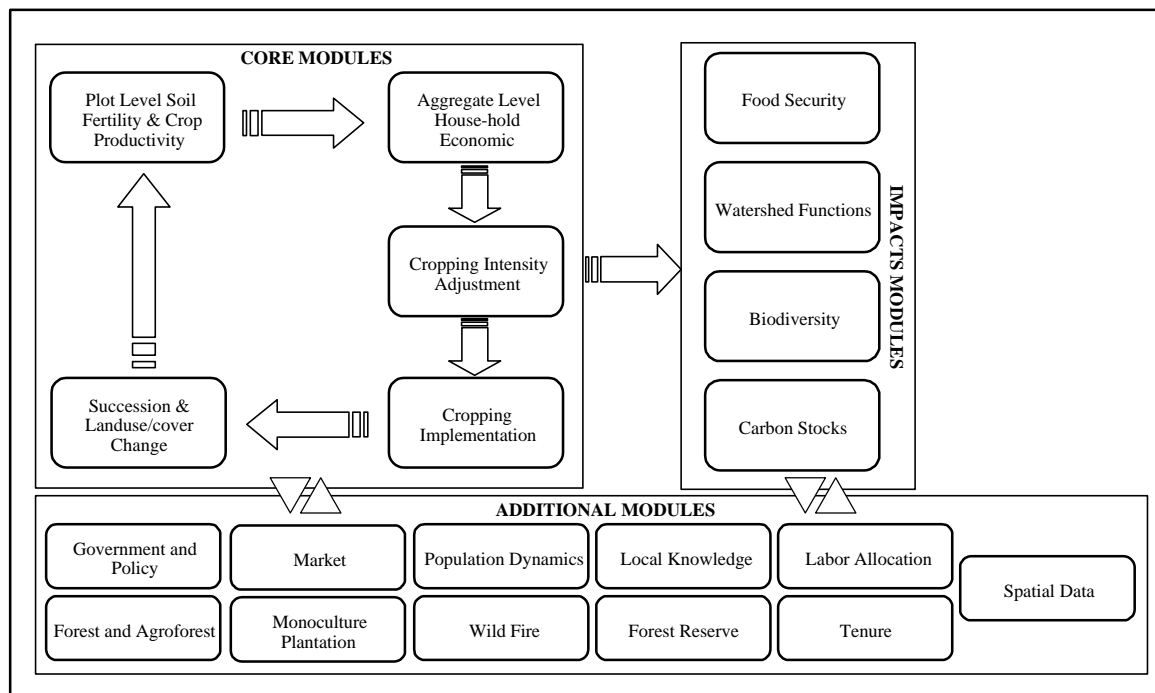 CORE MODULES
Plot Level Soil
Fertility & Crop
Productivity
Aggregate Level
House-hold
Economic
Cropping Intensity
Adjustment
Cropping
Implementation
Succession &
Landuse/cover
Change
IMPACTS MODULES
Food Security
Watershed Functions
Biodiversity
Carbon Stocks
ADDITIONAL MODULES
Government and
Policy
Market
Population Dynamics
Local Knowledge
Labor Allocation
Spatial Data
Forest and Agroforest
Monoculture
Plantation
Wild Fire
Forest Reserve
Tenure